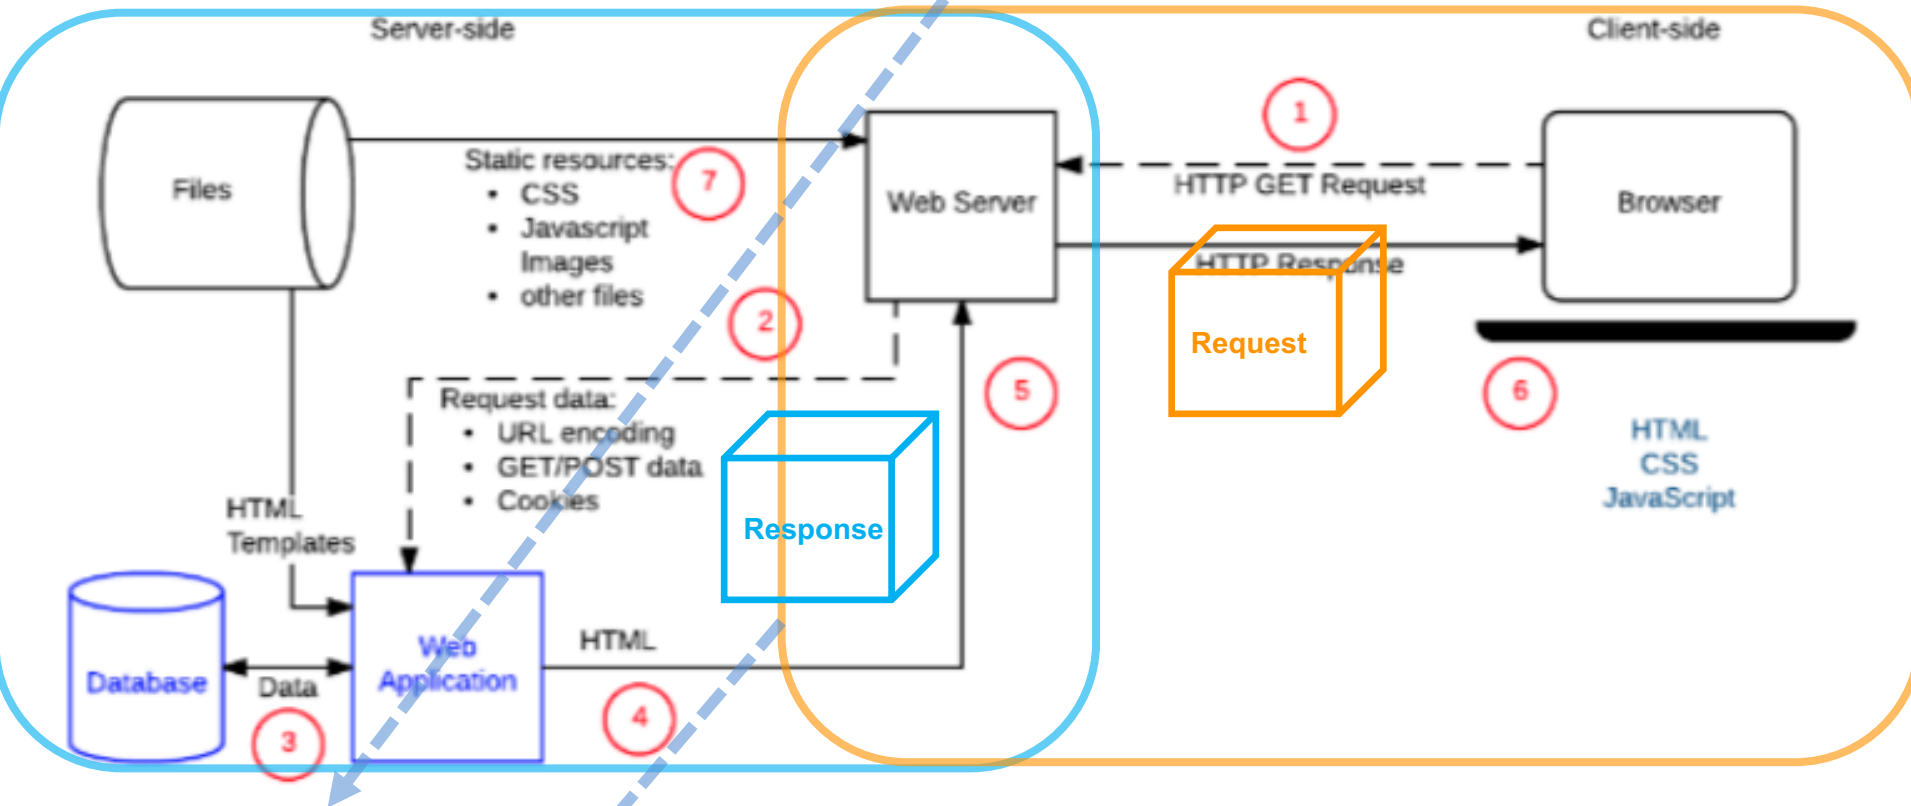 Server-side
Client-side
1
Files
Static resources:
• CSS
• Javascript
Images
• other files
7
Web Server
HTTP GET Request
Browser
HTTP Response
2
Request
5
6
Request data:
• URL encoding
• GET/POST data
• Cookies
HTML
CSS
JavaScript
Response
HTML
Templates
Database
Data
3
Web
Application
HTML
4